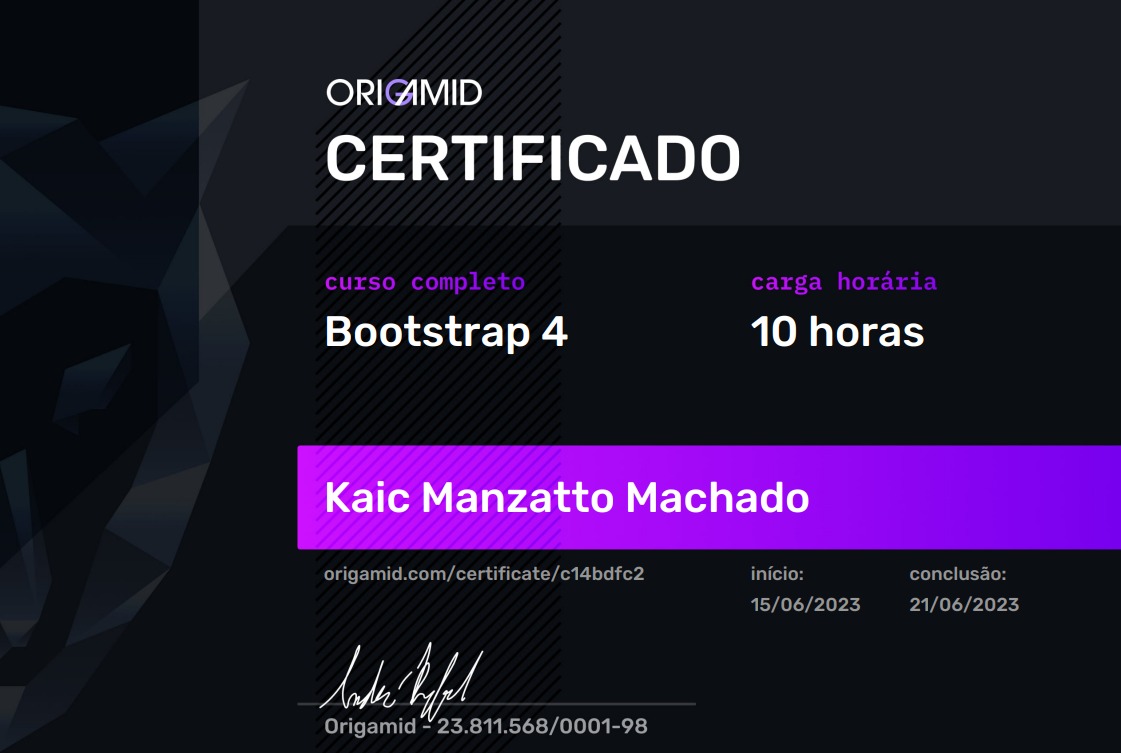 ORIGAMID
CERTIFICADO
curso completo
carga horária
Bootstrap 4
10 horas
Kaic Manzatto Machado
origamid.com/certificate/c14bdfc2
início:
conclusão:
15/06/2023
21/06/2023
Origamid - 23.811.568/0001-98